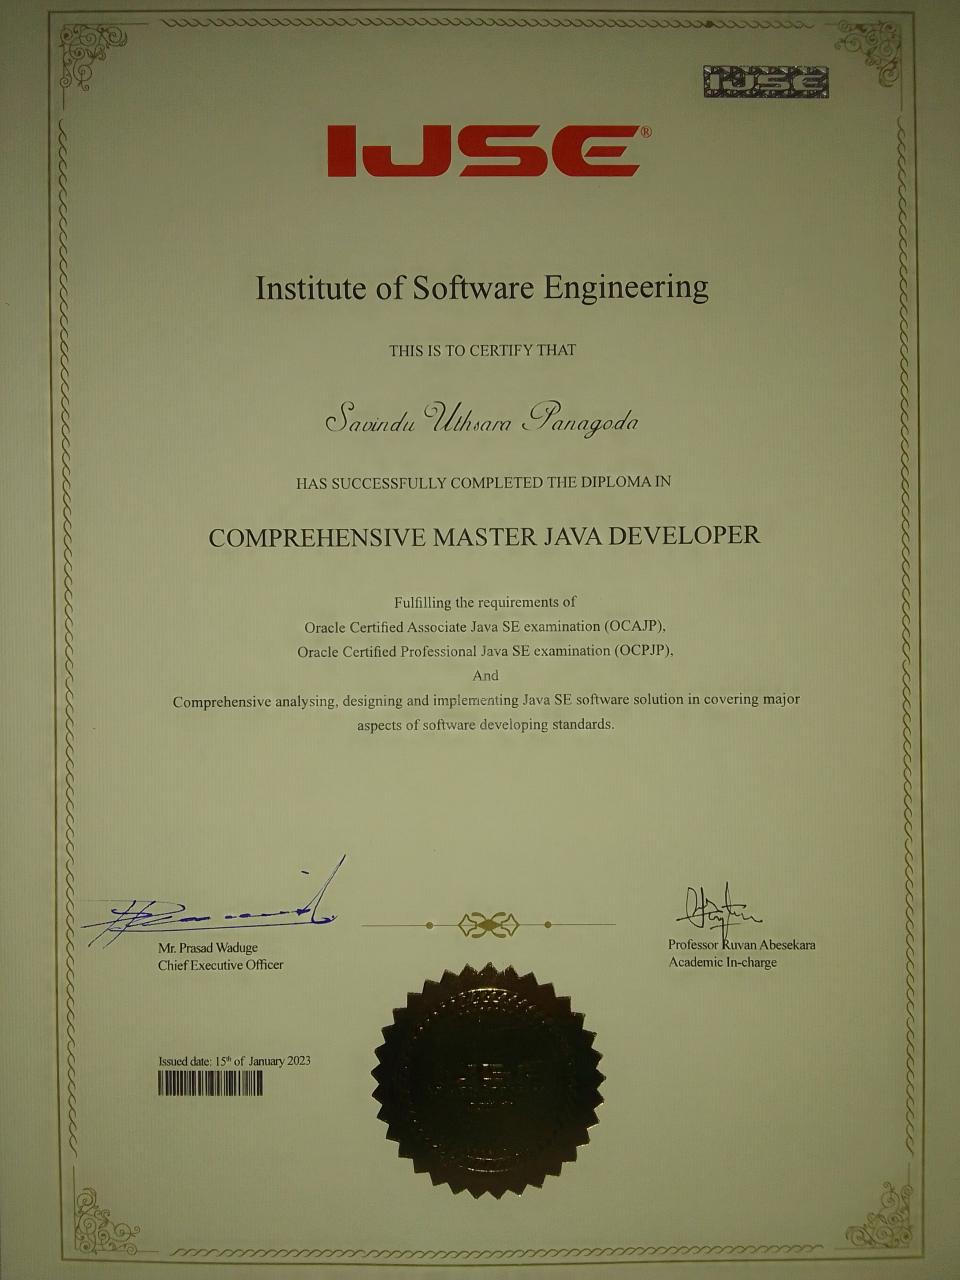 IJSE
IJSE®
Institute of Software Engineering
THIS IS TO CERTIFY THAT
Savindu Uthsara Panagoda
HAS SUCCESSFULLY COMPLETED THE DIPLOMA IN
COMPREHENSIVE MASTER JAVA DEVELOPER
Fulfilling the requirements of
Oracle Certified Associate Java SE examination (OCAJP),
Oracle Certified Professional Java SE examination (OCPJP),
And
Comprehensive analysing, designing and implementing Java SE software solution in covering major
aspects of software developing standards.
Mr. Prasad Waduge
Chief Executive Officer
Professor Ruvan Abesekara
Academic In-charge
Issued date: 15th of January 2023